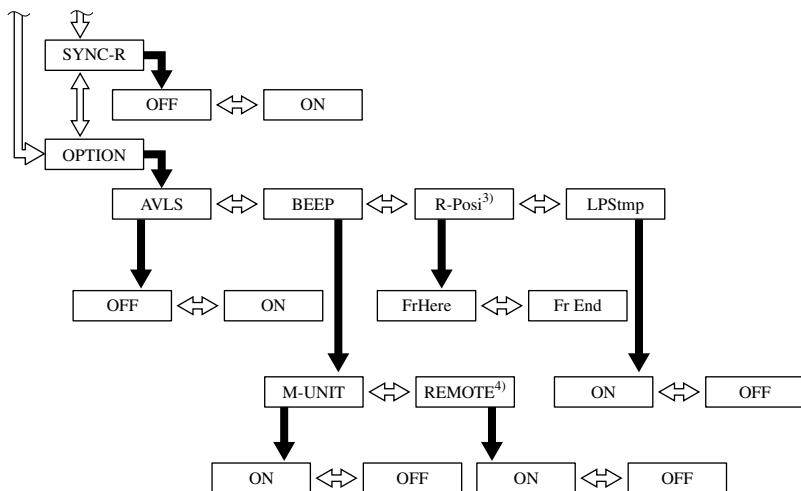 SYNC-R
OFF ON
OPTION
AVLS BEEP R-Posi3) LPStmp
OFF ON FrHere Fr End
M-UNIT REMOTE4) ON OFF
ON OFF ON OFF